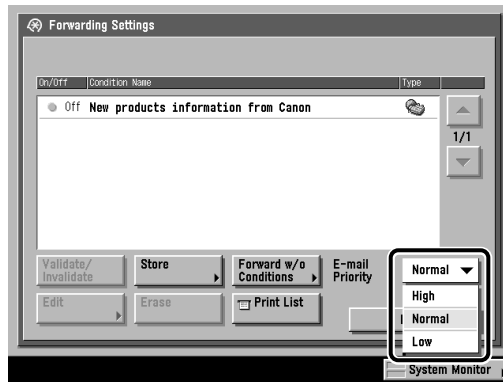 Forwarding Settings
On/Off Condition Name Type
Off New products information from Canon
1/1
Validate/
Invalidate
Store
Forward w/o
Conditions
E-mail
Priority
Normal
High
Edit
Erase
Print List
Normal
Low
System Monitor